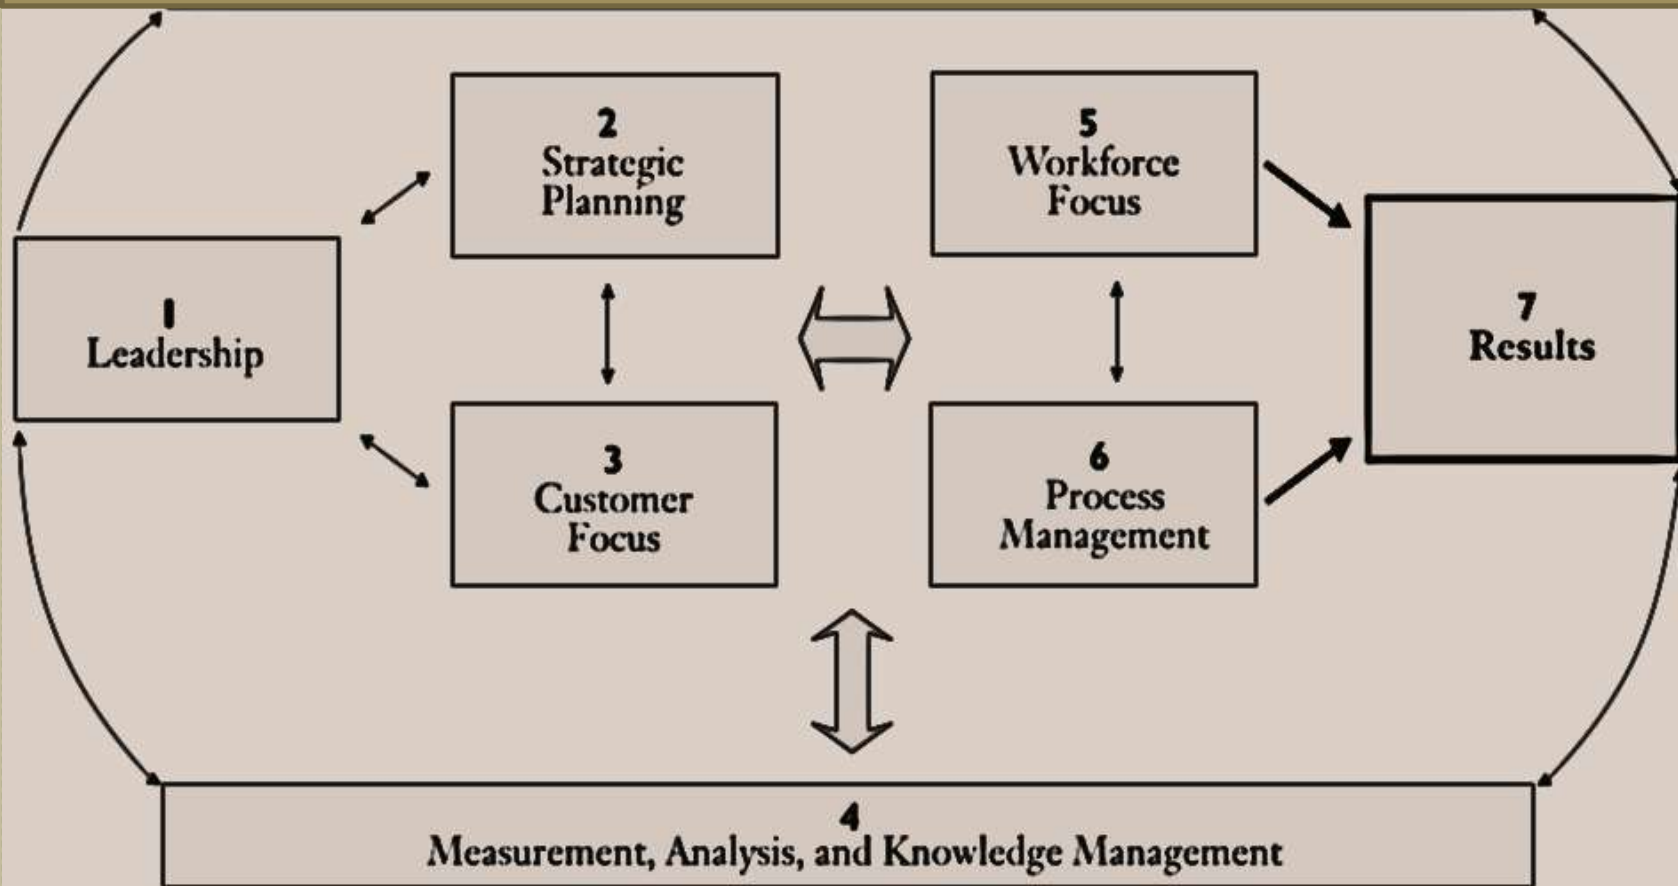 2
Strategic
Planning
5
Workforce
Focus
1
Leadership
7
Results
3
Customer
Focus
6
Process
Management
4
Measurement, Analysis, and Knowledge Management